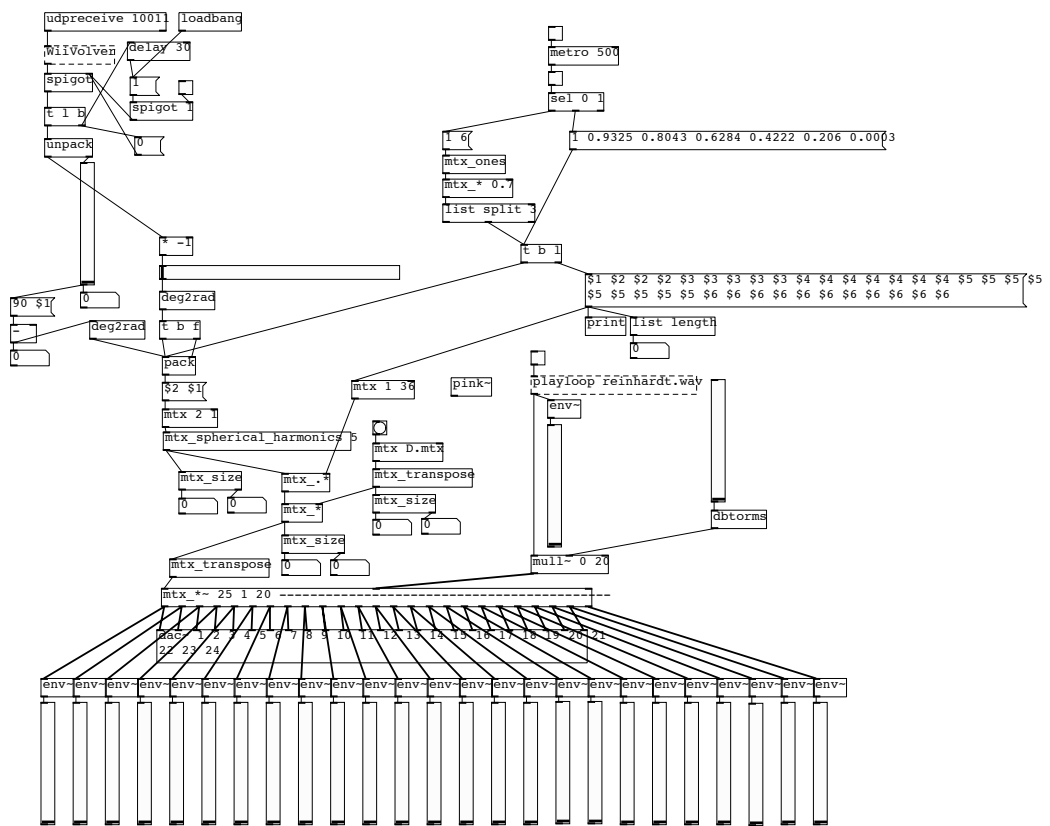 udpreceive 10011
loadbang
WiiVolver
delay 30
metro 500
spigot
1
sel 0 1
t l b
spigot 1
unpack
0
1 6
1 0.9325 0.8043 0.6284 0.4222 0.206 0.0003
mtx_ones
mtx_* 0.7
list split 3
* -1
t b l
$1 $2 $2 $2 $3 $3 $3 $3 $3 $4 $4 $4 $4 $4 $4 $4 $5 $5 $5 $5
$5 $5 $5 $5 $5 $6 $6 $6 $6 $6 $6 $6 $6 $6 $6 $6
90 $1
0
deg2rad
-
deg2rad
t b f
print
list length
0
0
pack
playloop reinhardt.wav
$2 $1
mtx 1 36
pink~
env~
mtx 2 1
mtx_spherical_harmonics 5
mtx D.mtx
mtx_size
mtx_.*
mtx_transpose
0
0
mtx_size
mtx_*
0
0
dbtorms
mtx_size
mtx_transpose
0
0
mull~ 0 20
mtx_*~ 25 1 20
dac~ 1 2 3 4 5 6 7 8 9 10 11 12 13 14 15 16 17 18 19 20 21
22 23 24
env~ env~ env~ env~ env~ env~ env~ env~ env~ env~ env~ env~ env~ env~ env~ env~ env~ env~ env~ env~ env~ env~ env~ env~ env~